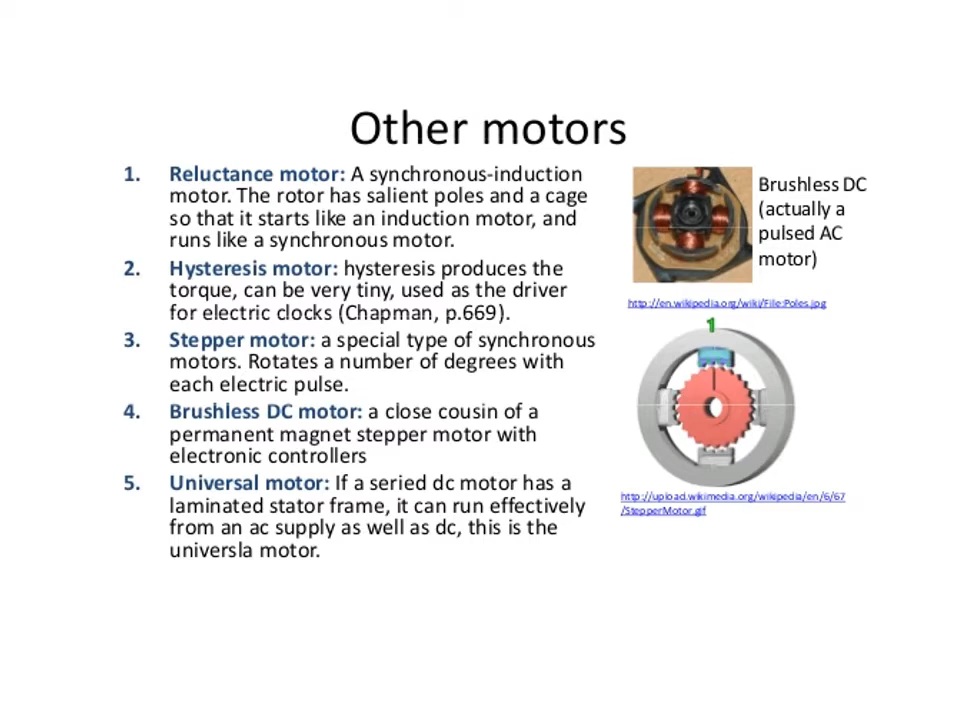 Other motors
1. Reluctance motor: A synchronous-induction
motor. The rotor has salient poles and a cage
so that it starts like an induction motor, and
runs like a synchronous motor.
2. Hysteresis motor: hysteresis produces the
torque, can be very tiny, used as the driver
for electric clocks (Chapman, p.669).
3. Stepper motor: a special type of synchronous
motors. Rotates a number of degrees with
each electric pulse.
4. Brushless DC motor: a close cousin of a
permanent magnet stepper motor with
electronic controllers
5. Universal motor: If a seried dc motor has a
laminated stator frame, it can run effectively
from an ac supply as well as dc, this is the
universla motor.
Brushless DC
(actually a
pulsed AC
motor)
http://en.wikipedia.org/wiki/File:Poles.jpg
1
http://upload.wikimedia.org/wikipedia/en/6/67
/StepperMotor.gif